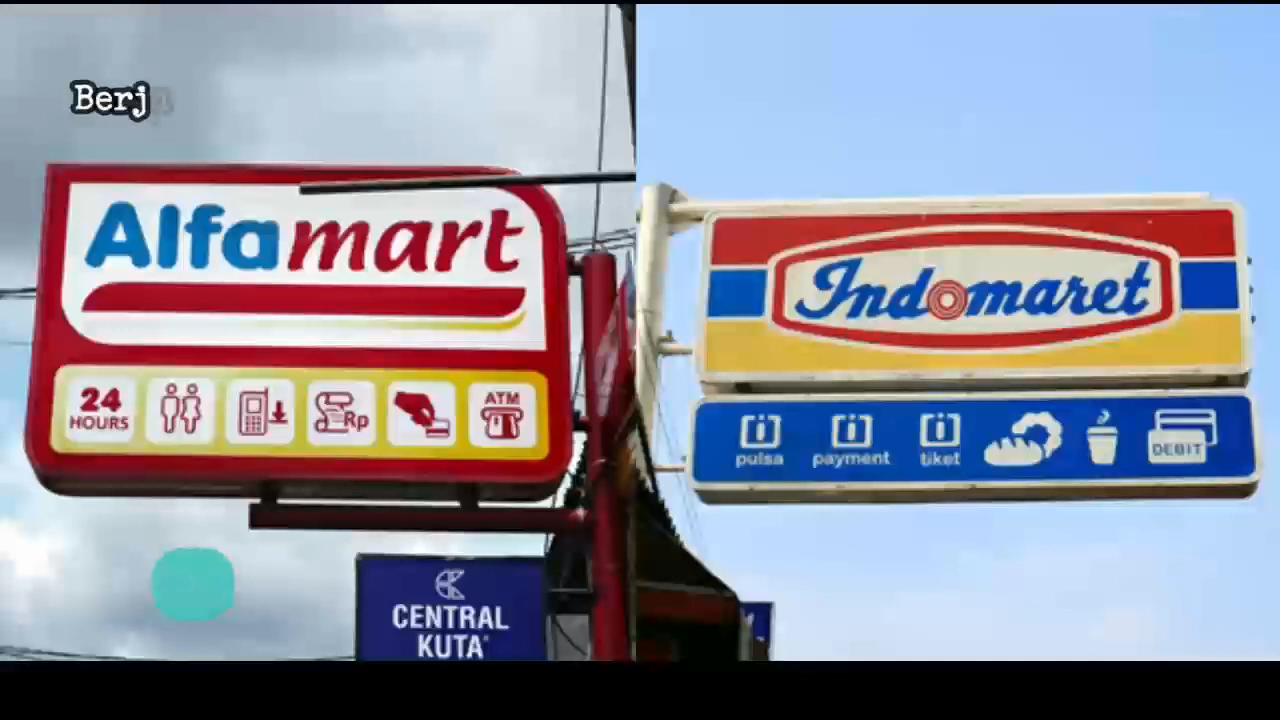 Berj
Alfamart
24
HOURS
Rp
ATM
CENTRAL
KUTA
Indomaret
pulsa
payment
tiket
DEBIT